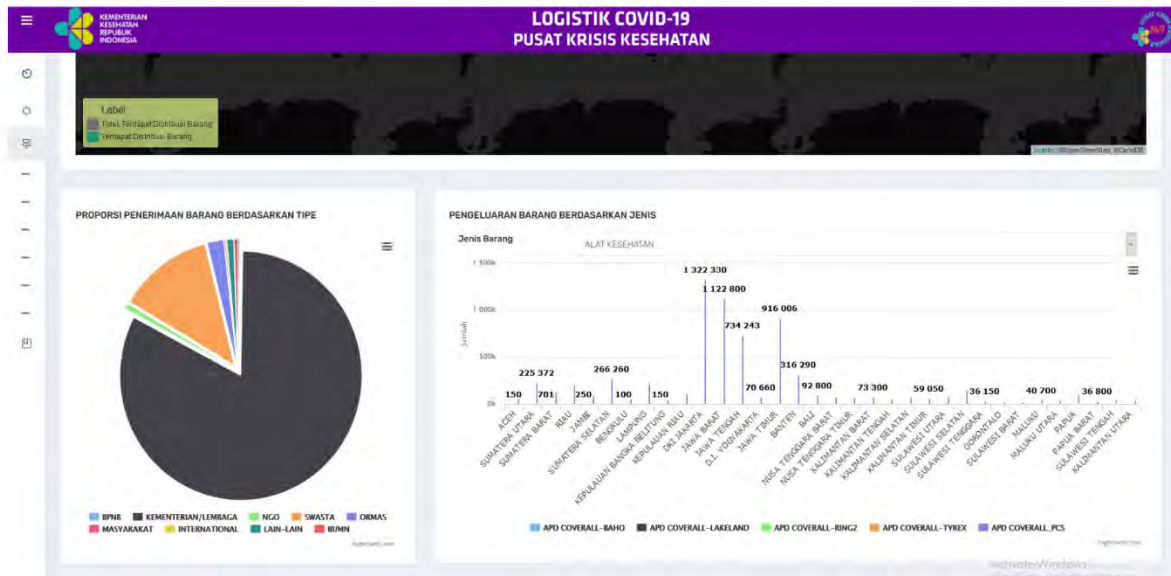 KEMENTERIAN
KESEHATAN
REPUBLIK
INDONESIA
LOGISTIK COVID-19
PUSAT KRISIS KESEHATAN
Label
Tidak Terdapat Distribusi Barang
Terdapat Distribusi Barang
PROPORSI PENERIMAAN BARANG BERDASARKAN TIPE
BPNB KEMENTERIAN/LEMBAGA NGO SWASTA ORMAS
MASYARAKAT INTERNATIONAL LAIN-LAIN BUMN
PENGELUARAN BARANG BERDASARKAN JENIS
Jenis Barang
ALAT KESEHATAN
Jumlah
1 500k
1 000k
500k
0k
150
225 372
701
250
266 260
100
150
1 322 330
1 122 800
734 243
70 660
916 006
316 290
92 800
73 300
59 050
36 150
40 700
36 800
ACEH
SUMATERA UTARA
SUMATERA BARAT
RIAU
JAMBI
SUMATERA SELATAN
BENGKULU
LAMPUNG
KEPULAUAN BANGKA BELITUNG
KEPULAUAN RIAU
DKI JAKARTA
JAWA BARAT
JAWA TENGAH
D.I. YOGYAKARTA
JAWA TIMUR
BANTEN
BALI
NUSA TENGGARA BARAT
NUSA TENGGARA TIMUR
KALIMANTAN BARAT
KALIMANTAN TENGAH
KALIMANTAN SELATAN
KALIMANTAN TIMUR
SULAWESI UTARA
SULAWESI SELATAN
SULAWESI TENGGARA
GORONTALO
SULAWESI BARAT
MALUKU
MALUKU UTARA
PAPUA
PAPUA BARAT
SULAWESI TENGAH
KALIMANTAN UTARA
APD COVERALL-BAHO APD COVERALL-LAKELAND APD COVERALL-RING2 APD COVERALL-TYREX APD COVERALL_PCS
Activate Windows